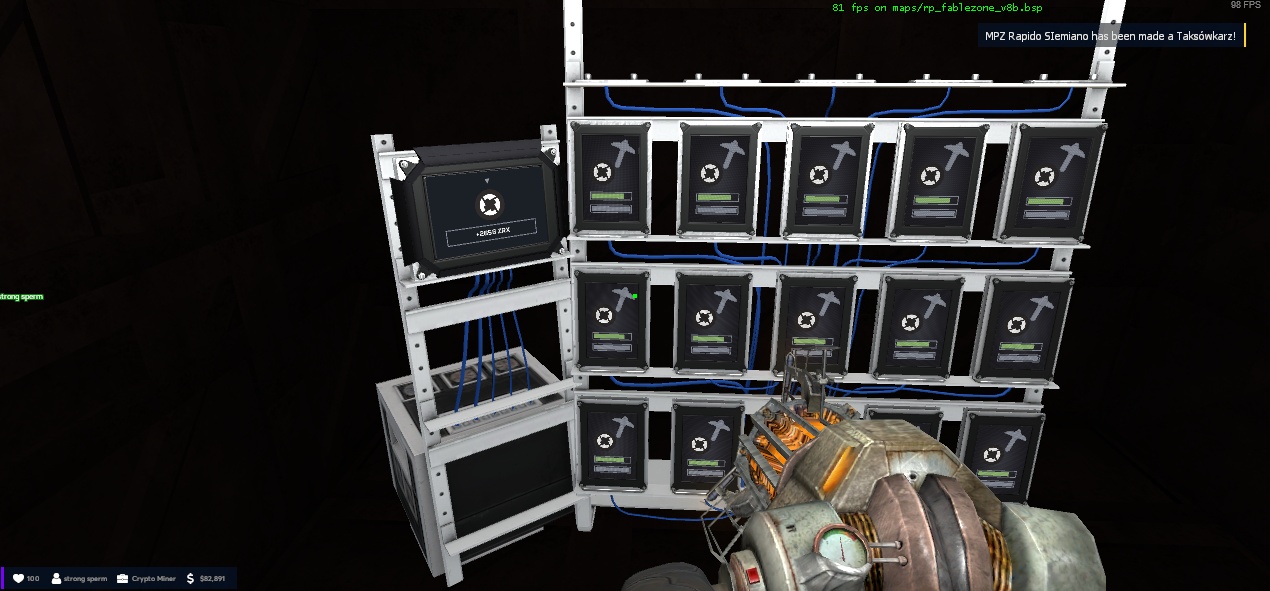 81 fps on maps/rp_fablezone_v8b.bsp
98 FPS
MPZ Rapido SIemiano has been made a Taksówkarz!
+2659 ZRX
strong sperm
100 strong sperm Crypto Miner $ $82,891